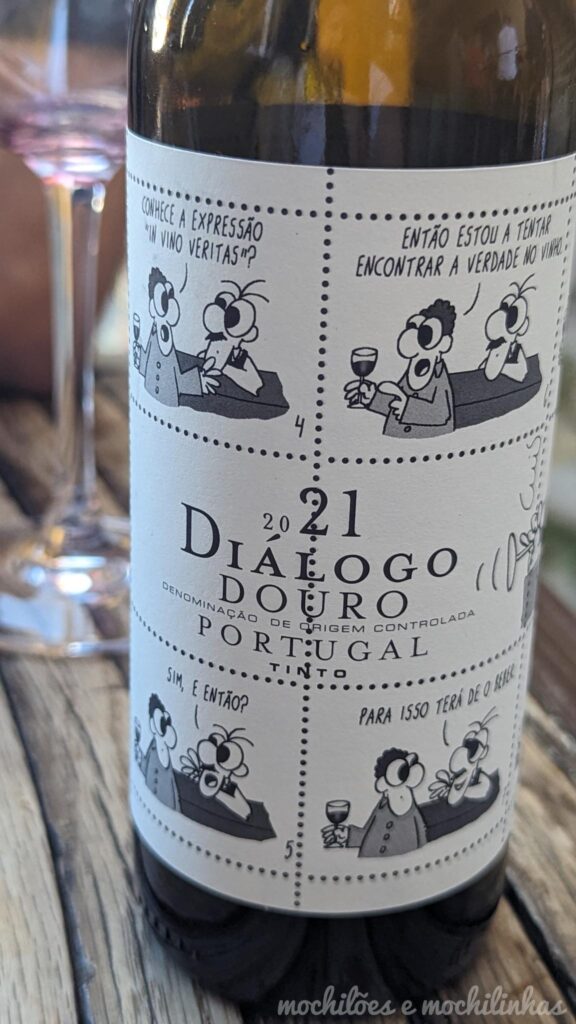 CONHECE A EXPRESSÃO
"IN VINO VERITAS"?
ENTÃO ESTOU A TENTAR
ENCONTRAR A VERDADE NO VINHO.
4
2021
DIÁLOGO
DOURO
DENOMINAÇÃO DE ORIGEM CONTROLADA
PORTUGAL
TINTO
SIM, E ENTÃO?
PARA ISSO TERÁ DE O BEBER.
5
mochilões e mochilinhas